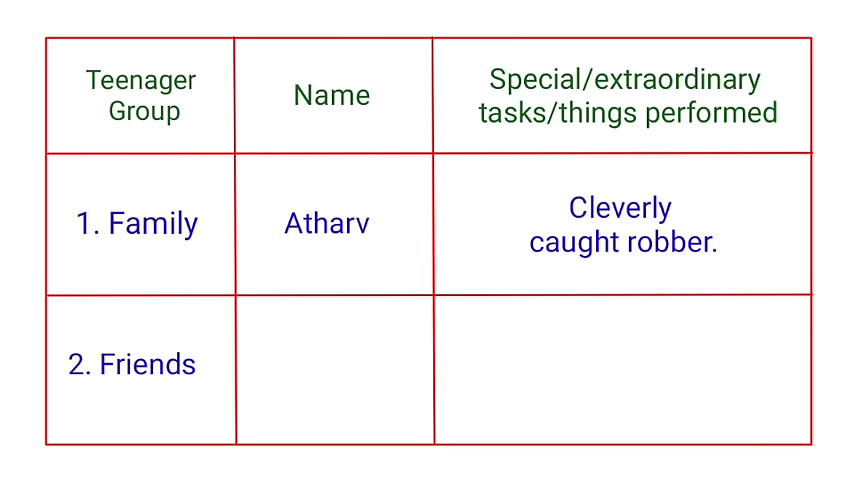 Teenager
Group
Name
Special/extraordinary
tasks/things performed
1. Family
Atharv
Cleverly
caught robber.
2. Friends